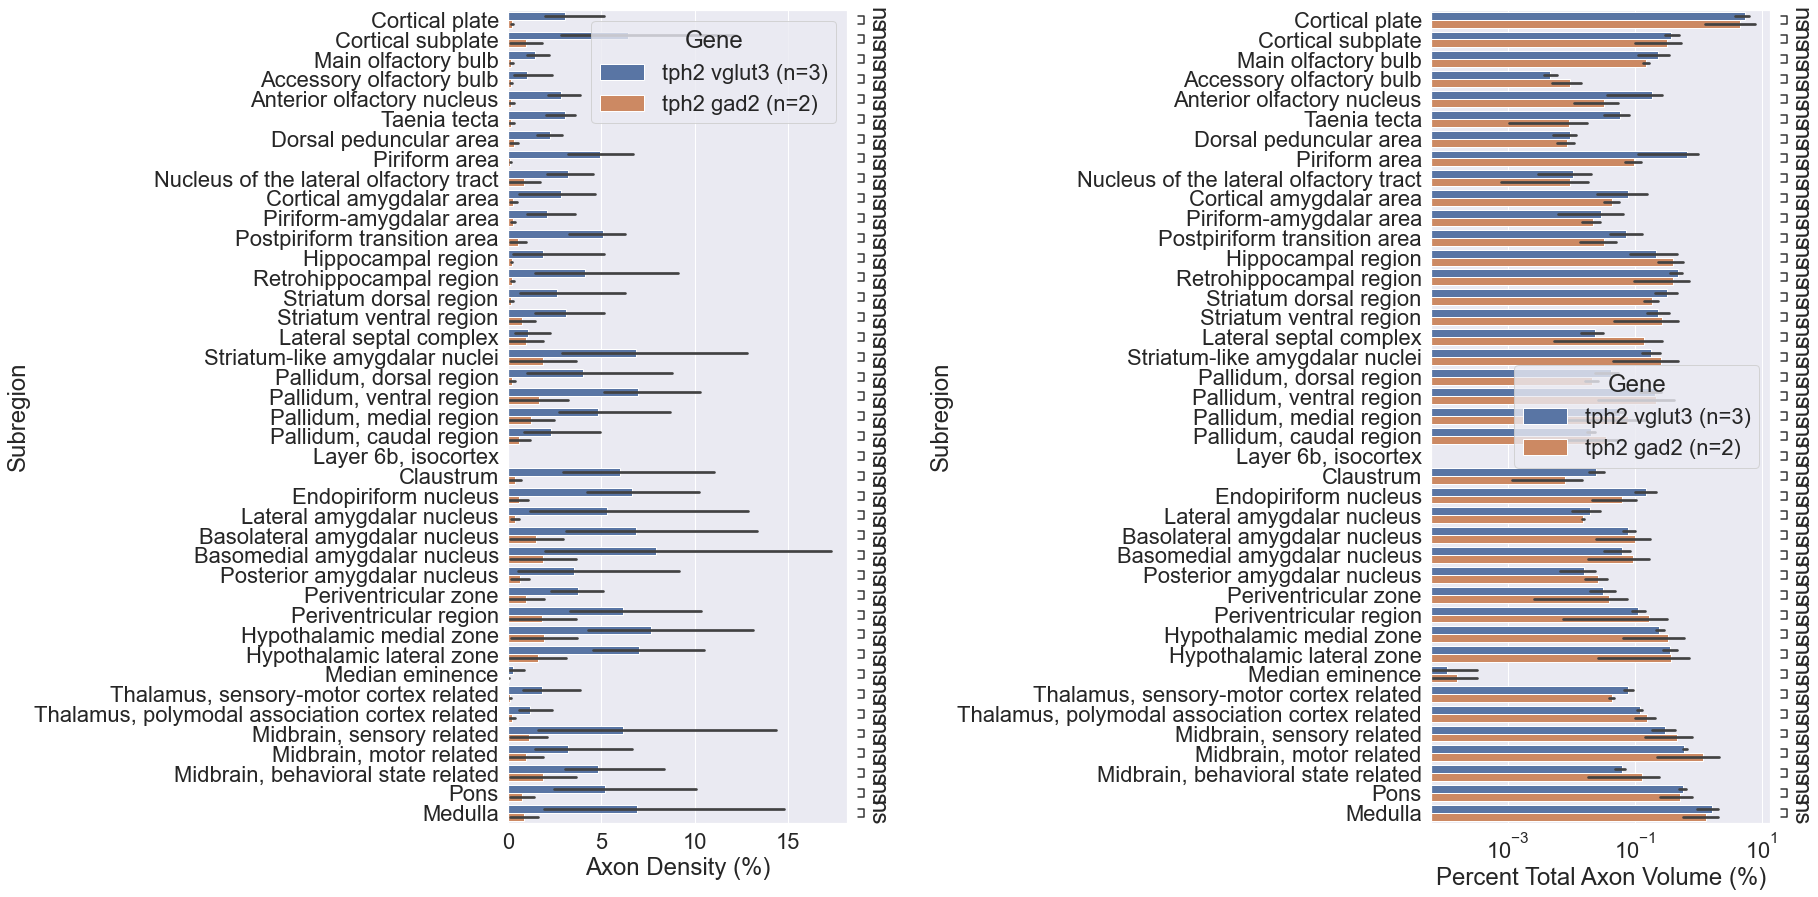 Subregion
Cortical plate
Cortical subplate
Main olfactory bulb
Accessory olfactory bulb
Anterior olfactory nucleus
Taenia tecta
Dorsal peduncular area
Piriform area
Nucleus of the lateral olfactory tract
Cortical amygdalar area
Piriform-amygdalar area
Postpiriform transition area
Hippocampal region
Retrohippocampal region
Striatum dorsal region
Striatum ventral region
Lateral septal complex
Striatum-like amygdalar nuclei
Pallidum, dorsal region
Pallidum, ventral region
Pallidum, medial region
Pallidum, caudal region
Layer 6b, isocortex
Claustrum
Endopiriform nucleus
Lateral amygdalar nucleus
Basolateral amygdalar nucleus
Basomedial amygdalar nucleus
Posterior amygdalar nucleus
Periventricular zone
Periventricular region
Hypothalamic medial zone
Hypothalamic lateral zone
Median eminence
Thalamus, sensory-motor cortex related
Thalamus, polymodal association cortex related
Midbrain, sensory related
Midbrain, motor related
Midbrain, behavioral state related
Pons
Medulla
Gene
tph2 vglut3 (n=3)
tph2 gad2 (n=2)
0 5 10 15
Axon Density (%)
Subregion
Cortical plate
Cortical subplate
Main olfactory bulb
Accessory olfactory bulb
Anterior olfactory nucleus
Taenia tecta
Dorsal peduncular area
Piriform area
Nucleus of the lateral olfactory tract
Cortical amygdalar area
Piriform-amygdalar area
Postpiriform transition area
Hippocampal region
Retrohippocampal region
Striatum dorsal region
Striatum ventral region
Lateral septal complex
Striatum-like amygdalar nuclei
Pallidum, dorsal region
Pallidum, ventral region
Pallidum, medial region
Pallidum, caudal region
Layer 6b, isocortex
Claustrum
Endopiriform nucleus
Lateral amygdalar nucleus
Basolateral amygdalar nucleus
Basomedial amygdalar nucleus
Posterior amygdalar nucleus
Periventricular zone
Periventricular region
Hypothalamic medial zone
Hypothalamic lateral zone
Median eminence
Thalamus, sensory-motor cortex related
Thalamus, polymodal association cortex related
Midbrain, sensory related
Midbrain, motor related
Midbrain, behavioral state related
Pons
Medulla
Gene
tph2 vglut3 (n=3)
tph2 gad2 (n=2)
10⁻³ 10⁻¹ 10¹
Percent Total Axon Volume (%)